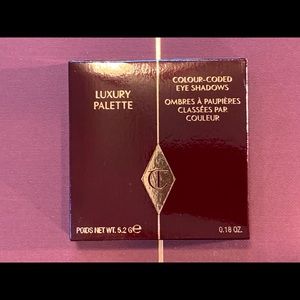 LUXURY
PALETTE
COLOUR-CODED
EYE SHADOWS
OMBRES À PAUPIÈRES
CLASSÉES PAR
COULEUR
CT
POIDS NET WT. 5.2 G℮
0.18 OZ.